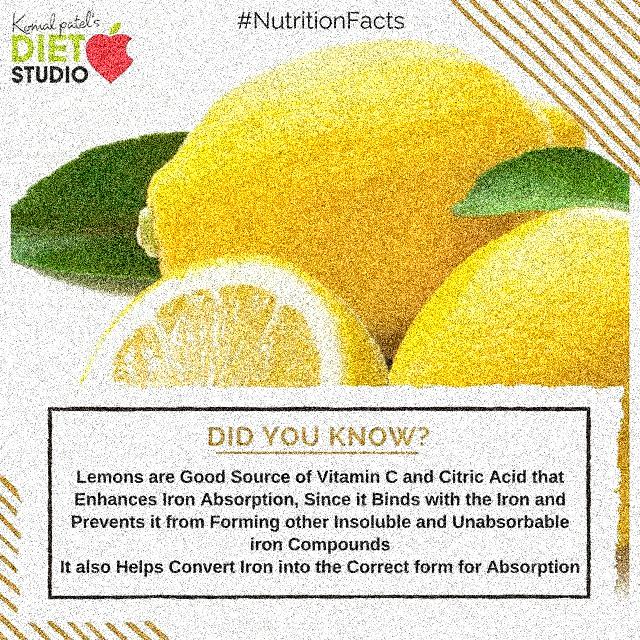 Komal patel's
DIET
STUDIO
#NutritionFacts
DID YOU KNOW?
Lemons are Good Source of Vitamin C and Citric Acid that
Enhances Iron Absorption, Since it Binds with the Iron and
Prevents it from Forming other Insoluble and Unabsorbable
iron Compounds
It also Helps Convert Iron into the Correct form for Absorption